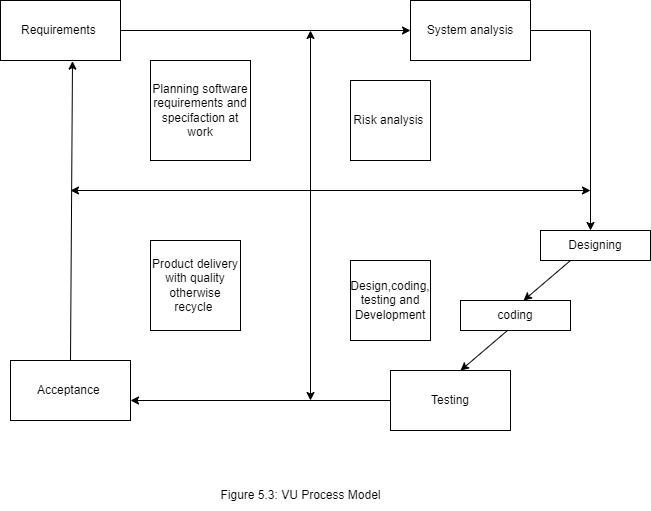 Requirements
System analysis
Planning software
requirements and
specifaction at
work
Risk analysis
Product delivery
with quality
otherwise
recycle
Design,coding,
testing and
Development
Designing
coding
Acceptance
Testing
Figure 5.3: VU Process Model